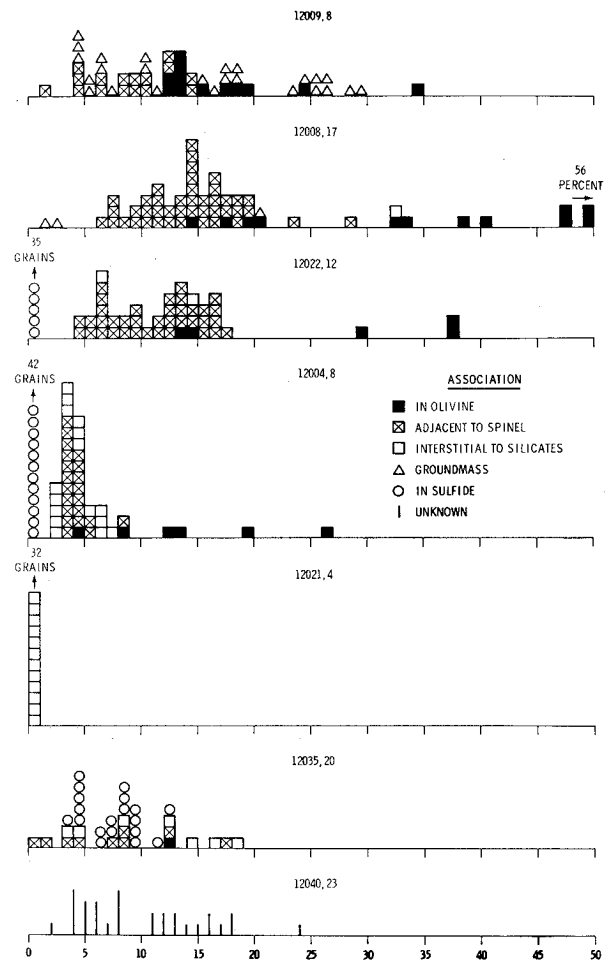 12009,8
12008,17
56
PERCENT
35
GRAINS
12022,12
42
GRAINS
12004,8
ASSOCIATION
IN OLIVINE
ADJACENT TO SPINEL
INTERSTITIAL TO SILICATES
GROUNDMASS
IN SULFIDE
UNKNOWN
32
GRAINS
12021,4
12035,20
12040,23
0 5 10 15 20 25 30 35 40 45 50